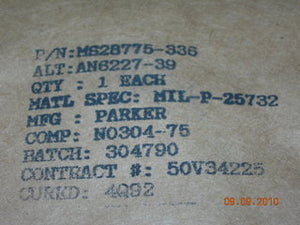 P/N:MS28775-336
ALT:AN6227-39
QTY : 1 EACH
MATL SPEC: MIL-P-25732
MFG : PARKER
COMP: N0304-75
BATCH: 304790
CONTRACT #: 50V34225
CURED: 4Q92
09.08.2010